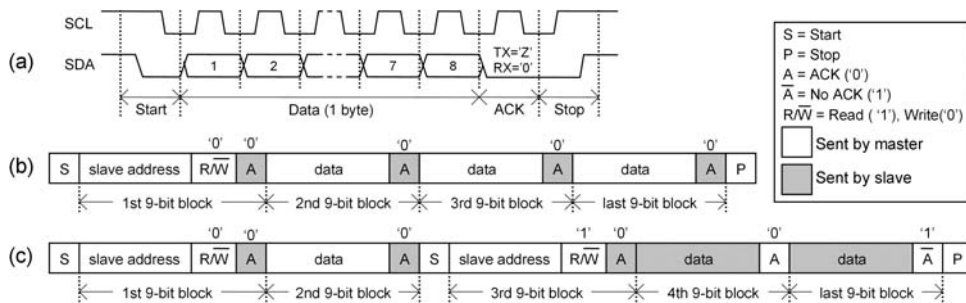 SCL
(a) SDA 1 2 7 8 TX='Z' RX='0'
Start Data (1 byte) ACK Stop
S = Start
P = Stop
A = ACK ('0')
A̅ = No ACK ('1')
R/W̅ = Read ( '1'), Write('0')
Sent by master
Sent by slave
'0' '0' '0' '0' '0'
(b) S slave address R/W̅ A data A data A data A P
1st 9-bit block 2nd 9-bit block 3rd 9-bit block last 9-bit block
'0' '0' '0' '1' '0' '0' '1'
(c) S slave address R/W̅ A data A S slave address R/W̅ A data A data A̅ P
1st 9-bit block 2nd 9-bit block 3rd 9-bit block 4th 9-bit block last 9-bit block